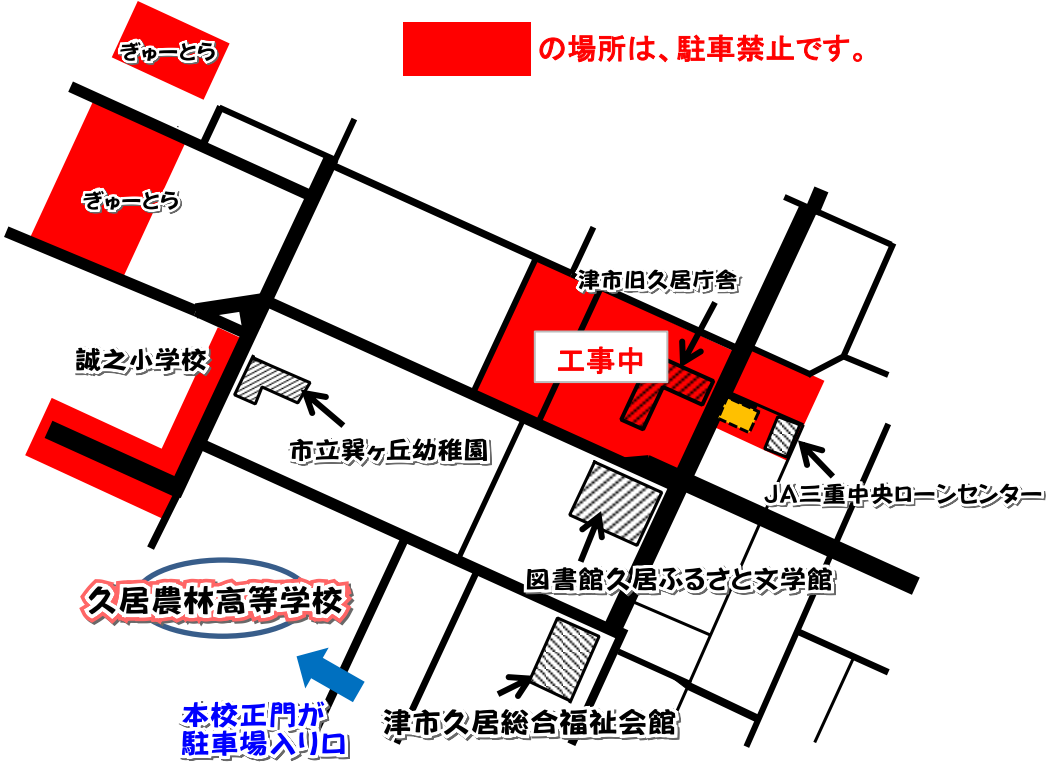 の場所は、駐車禁止です。
ぎゅーとら
ぎゅーとら
津市旧久居庁舎
工事中
誠之小学校
市立巽ヶ丘幼稚園
JA三重中央ローンセンター
図書館久居ふるさと文学館
久居農林高等学校
本校正門が
駐車場入り口
津市久居総合福祉会館